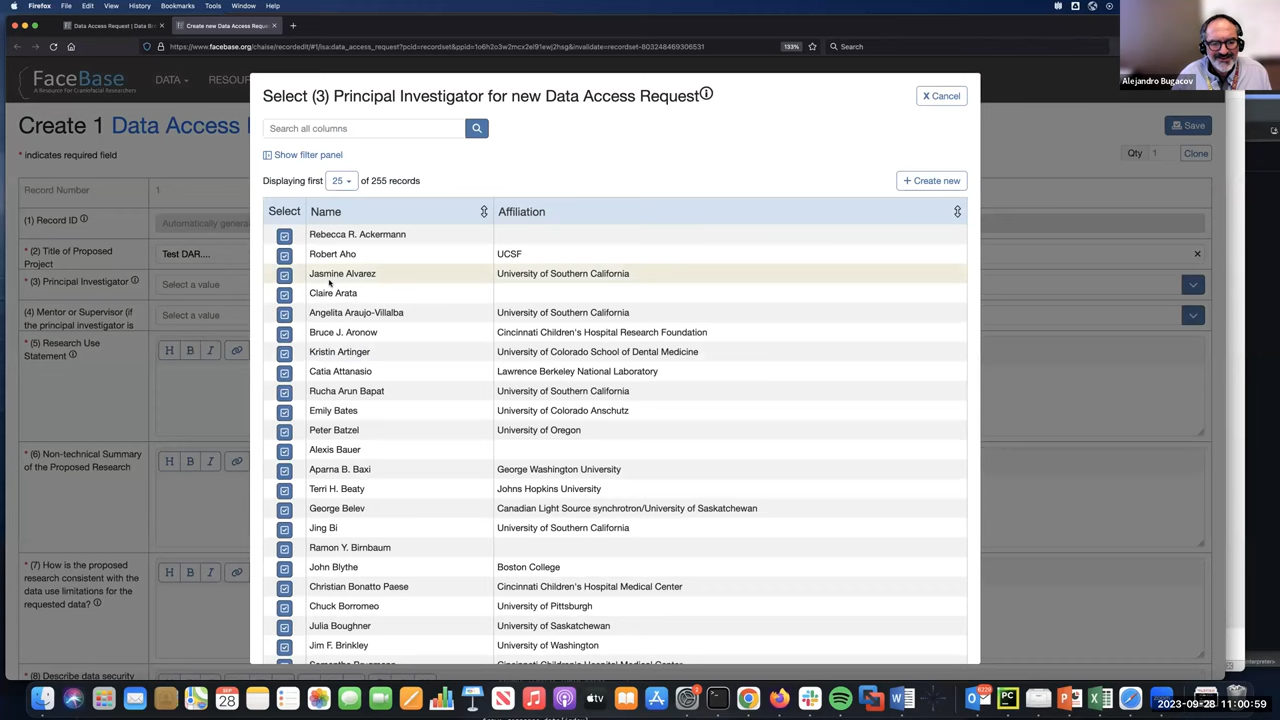 Firefox File Edit View History Bookmarks Tools Window Help
Data Access Request | Data B
Create new Data Access Reque
https://www.facebase.org/chaise/recordedit/#1/isa:data_access_request?pcid=recordset&ppid=1o6h2o3w2mcx2el91ewj2hsg&invalidate=recordset-803248469306531
133%
Search
Alejandro Bugacov
FaceBase
A Resource For Craniofacial Researchers
DATA
RESOUR
Select (3) Principal Investigator for new Data Access Request
X Cancel
Create 1 Data Access
Save
* indicates required field
Qty 1 Clone
Search all columns
Show filter panel
Displaying first 25 of 255 records
+ Create new
Record Number 1
(1) Record ID
Automatically genera
(2) Title of Proposed
Project
Test DAR....
(3) Principal Investigator
Select a value
(4) Mentor or Supervisor (if
the principal investigator is
Select a value
(5) Research Use
Statement
H B I
(6) Non-technical Summary
of the Proposed Research
H B I
(7) How is the proposed
research consistent with the
data use limitations for the
requested data?
H B I
(8) Describe data security
Select Name Affiliation
Rebecca R. Ackermann
Robert Aho UCSF
Jasmine Alvarez University of Southern California
Claire Arata
Angelita Araujo-Villalba University of Southern California
Bruce J. Aronow Cincinnati Children's Hospital Research Foundation
Kristin Artinger University of Colorado School of Dental Medicine
Catia Attanasio Lawrence Berkeley National Laboratory
Rucha Arun Bapat University of Southern California
Emily Bates University of Colorado Anschutz
Peter Batzel University of Oregon
Alexis Bauer
Aparna B. Baxi George Washington University
Terri H. Beaty Johns Hopkins University
George Belev Canadian Light Source synchrotron/University of Saskatchewan
Jing Bi University of Southern California
Ramon Y. Birnbaum
John Blythe Boston College
Christian Bonatto Paese Cincinnati Children's Hospital Medical Center
Chuck Borromeo University of Pittsburgh
Julia Boughner University of Saskatchewan
Jim F. Brinkley University of Washington
SEP
28
tv
2023-09-28 11:00:59